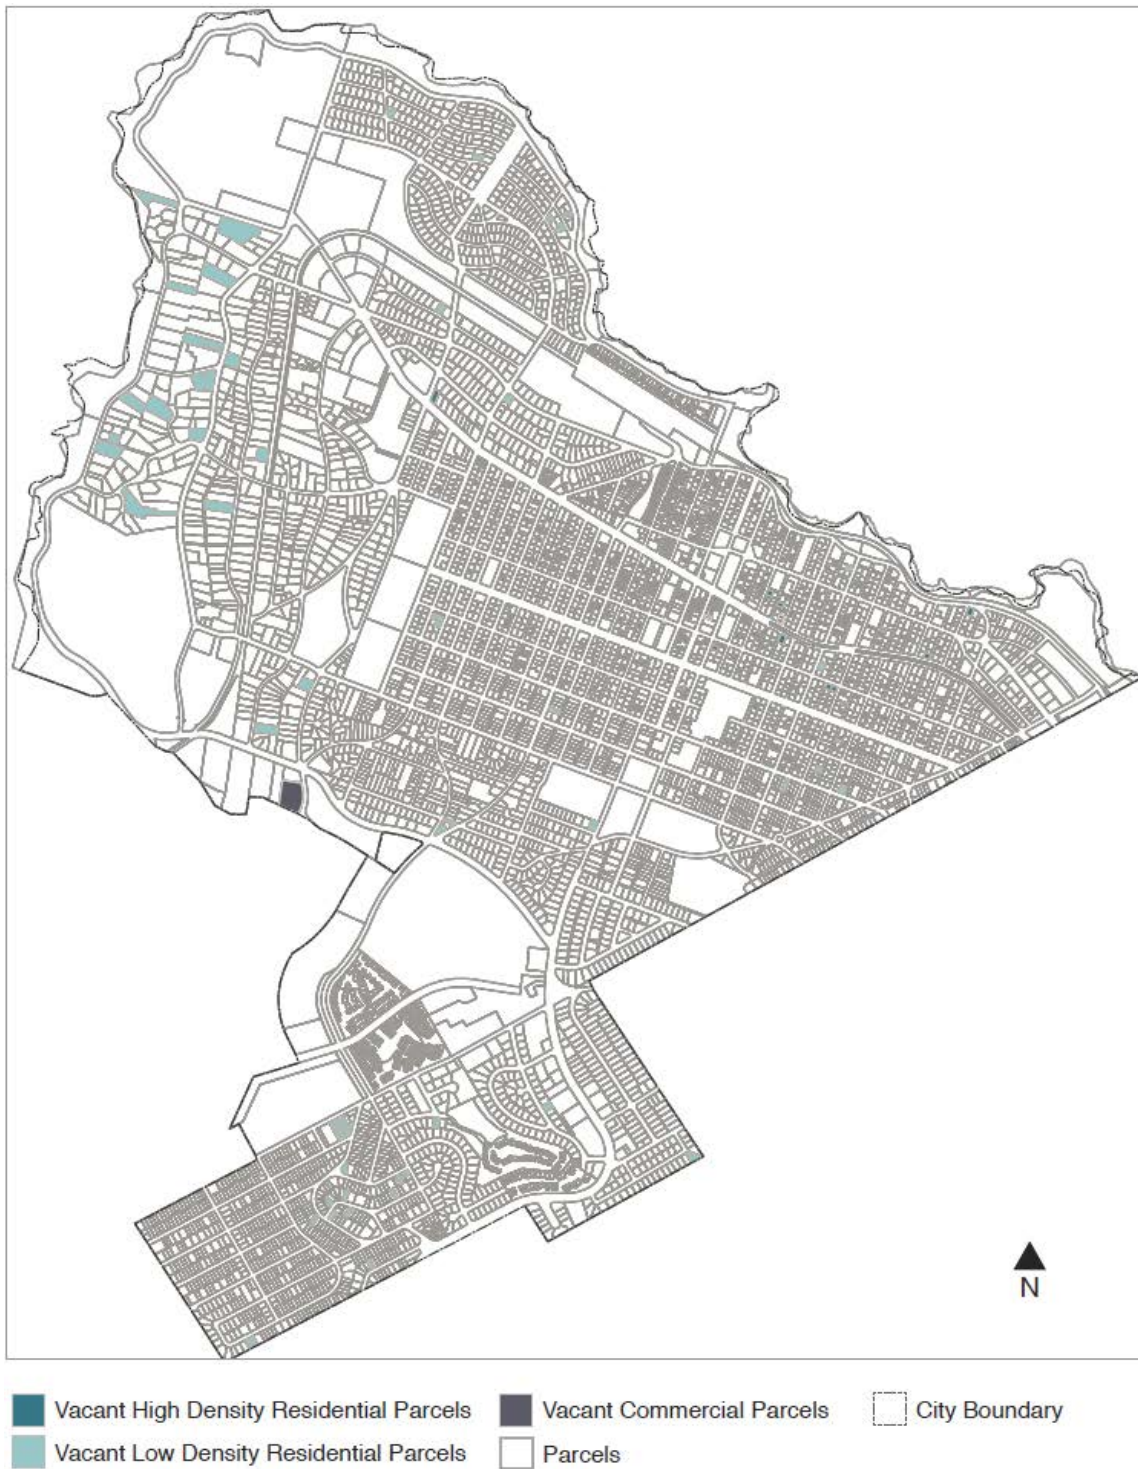 N
Vacant High Density Residential Parcels
Vacant Commercial Parcels
City Boundary
Vacant Low Density Residential Parcels
Parcels